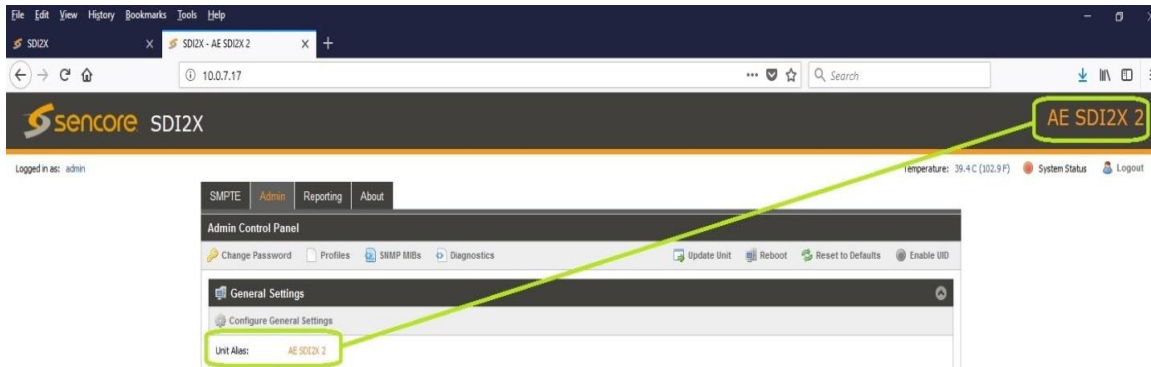 File Edit View History Bookmarks Tools Help
SDI2X
SDI2X - AE SDI2X 2
10.0.7.17
Search
sencore SDI2X
AE SDI2X 2
Logged in as: admin
Temperature: 39.4 C (102.9 F) System Status Logout
SMPTE Admin Reporting About
Admin Control Panel
Change Password Profiles SNMP MIBs Diagnostics Update Unit Reboot Reset to Defaults Enable UID
General Settings
Configure General Settings
Unit Alias: AE SDI2X 2